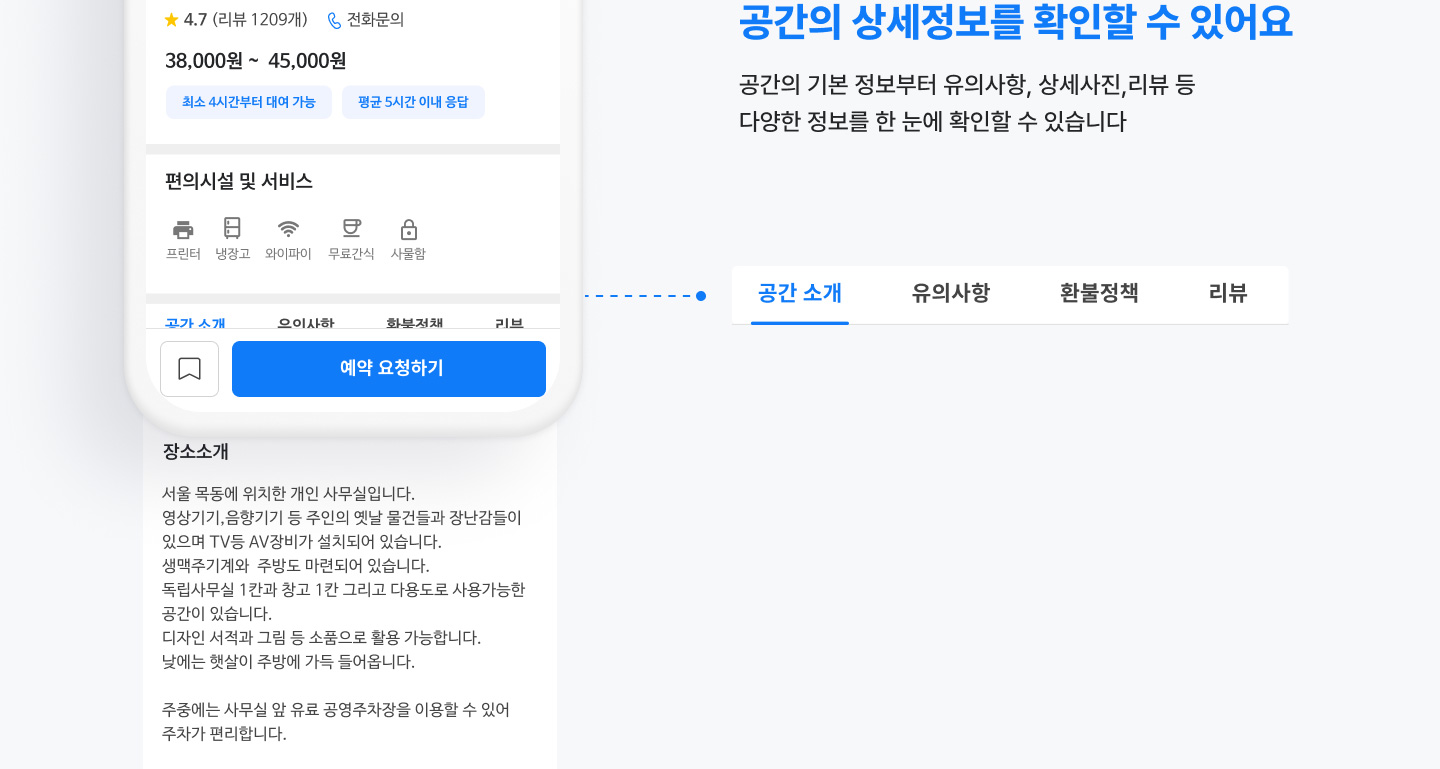 4.7 (리뷰 1209개) 전화문의
38,000원 ~ 45,000원
최소 4시간부터 대여 가능 평균 5시간 이내 응답
편의시설 및 서비스
프린터 냉장고 와이파이 무료간식 사물함
공간 소개 유의사항 환불정책 리뷰
예약 요청하기
장소소개
서울 목동에 위치한 개인 사무실입니다.
영상기기,음향기기 등 주인의 옛날 물건들과 장난감들이
있으며 TV등 AV장비가 설치되어 있습니다.
생맥주기계와 주방도 마련되어 있습니다.
독립사무실 1칸과 창고 1칸 그리고 다용도로 사용가능한
공간이 있습니다.
디자인 서적과 그림 등 소품으로 활용 가능합니다.
낮에는 햇살이 주방에 가득 들어옵니다.
주중에는 사무실 앞 유료 공영주차장을 이용할 수 있어
주차가 편리합니다.
공간의 상세정보를 확인할 수 있어요
공간의 기본 정보부터 유의사항, 상세사진,리뷰 등
다양한 정보를 한 눈에 확인할 수 있습니다
공간 소개 유의사항 환불정책 리뷰